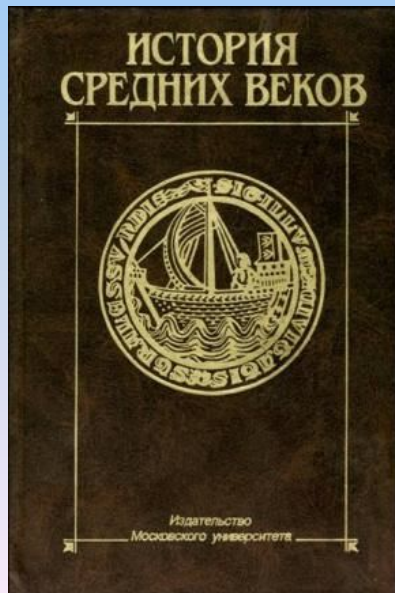 ИСТОРИЯ
СРЕДНИХ ВЕКОВ
Издательство
Московского университета